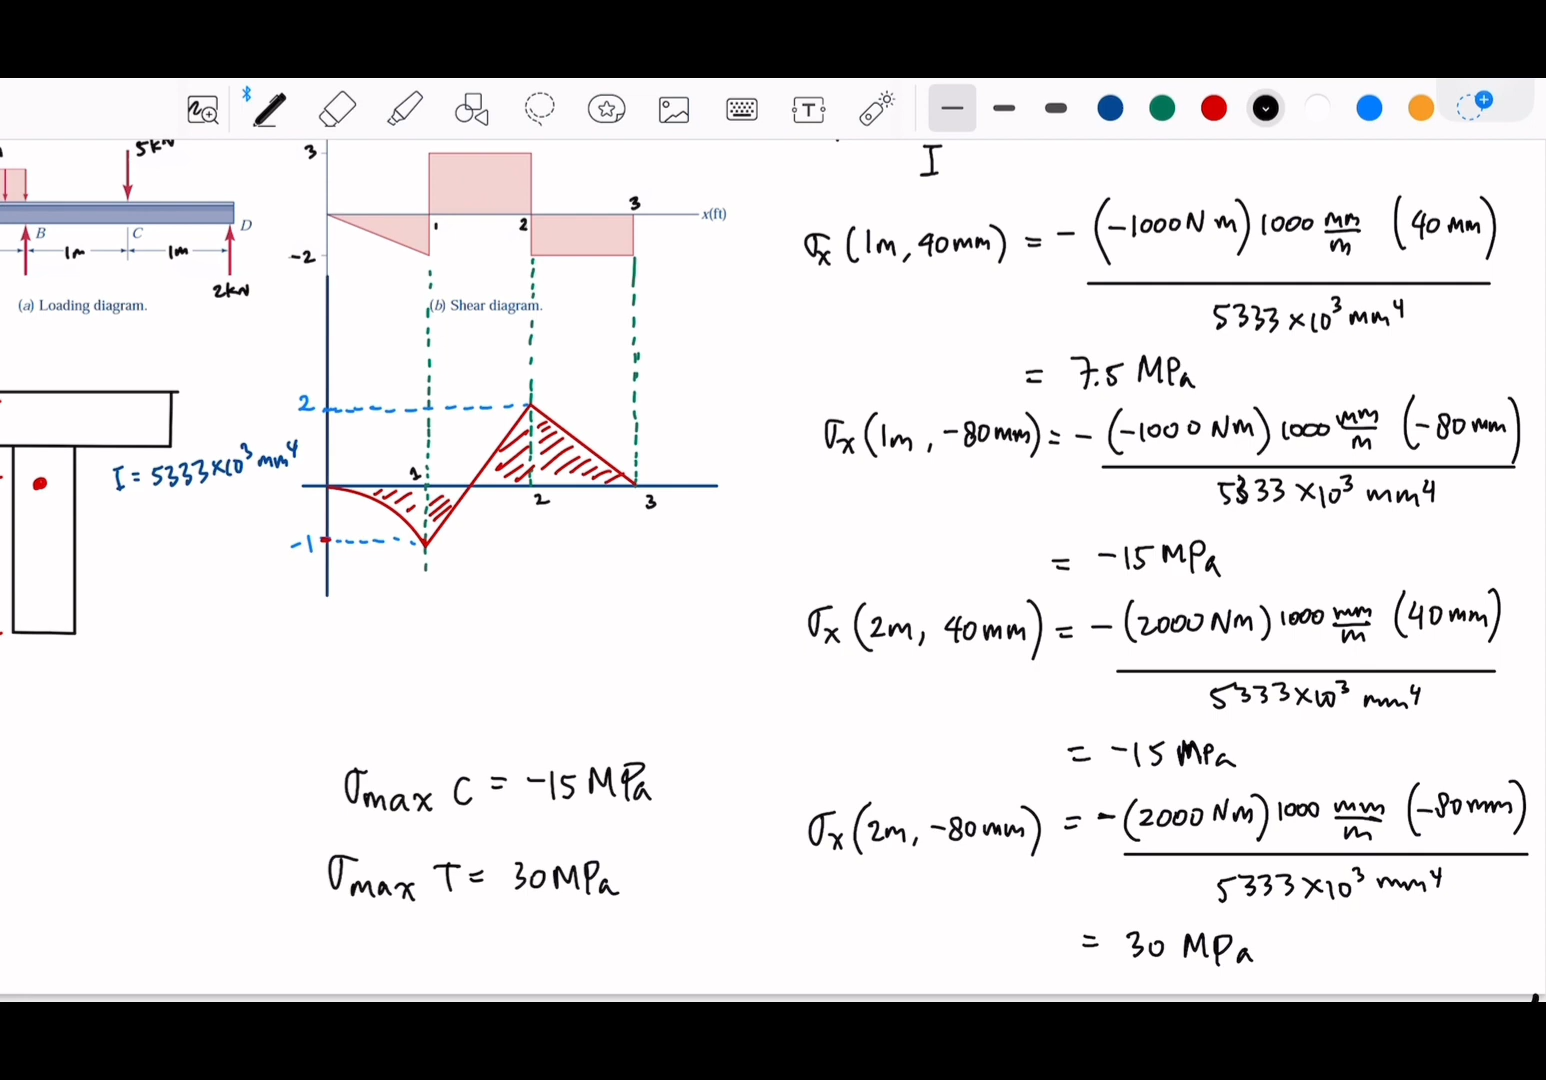 5kN
B
C
D
1m
1m
2kN
(a) Loading diagram.
3
-2
1
2
3
x(ft)
(b) Shear diagram.
I = 5333×10³ mm⁴
2
-1
1
2
3
σmax C = -15 MPa
σmax T = 30 MPa
I
σx (1m, 40mm) = - (-1000 N m) 1000 mm/m (40 mm)
5333 × 10³ mm⁴
= 7.5 MPa
σx (1m, -80mm) = - (-1000 Nm) 1000 mm/m (-80 mm)
5333 × 10³ mm⁴
= -15 MPa
σx (2m, 40mm) = - (2000 Nm) 1000 mm/m (40 mm)
5333 × 10³ mm⁴
= -15 MPa
σx (2m, -80mm) = - (2000 Nm) 1000 mm/m (-80mm)
5333 × 10³ mm⁴
= 30 MPa